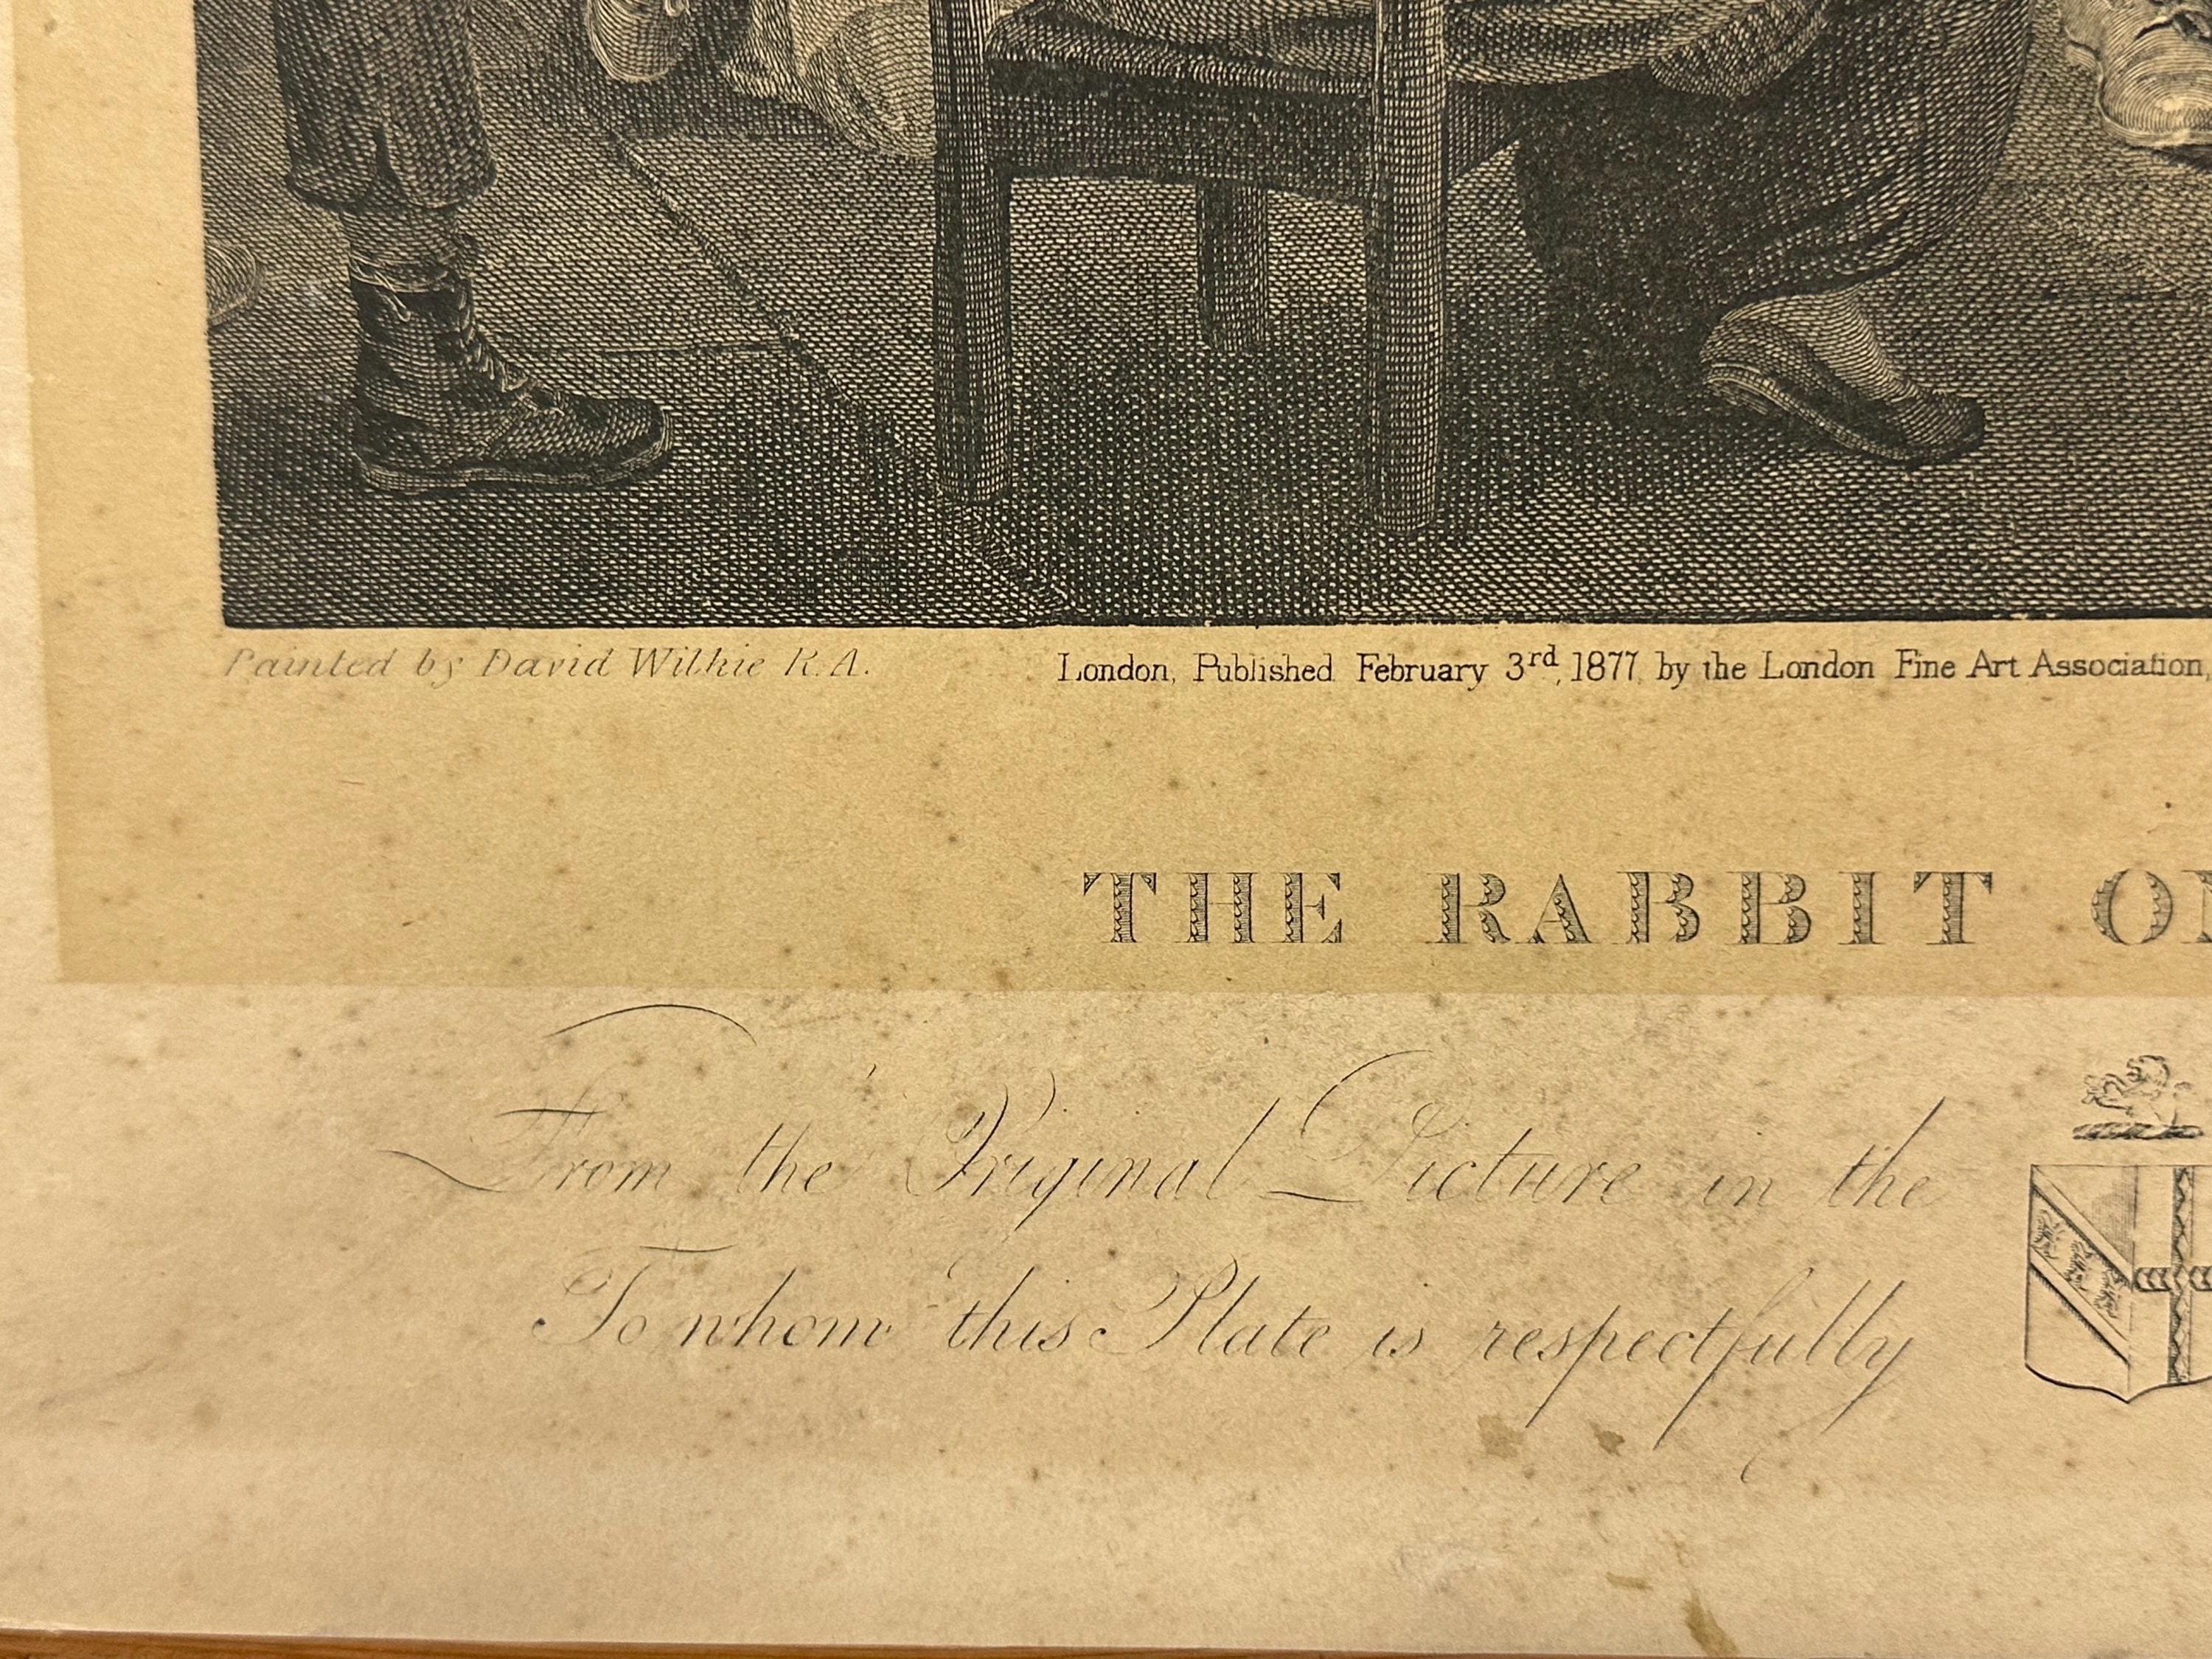 Painted by David Wilkie R.A.
London, Published February 3rd, 1877, by the London Fine Art Association,
THE RABBIT O
From the Original Picture in the
To whom this Plate is respectfully